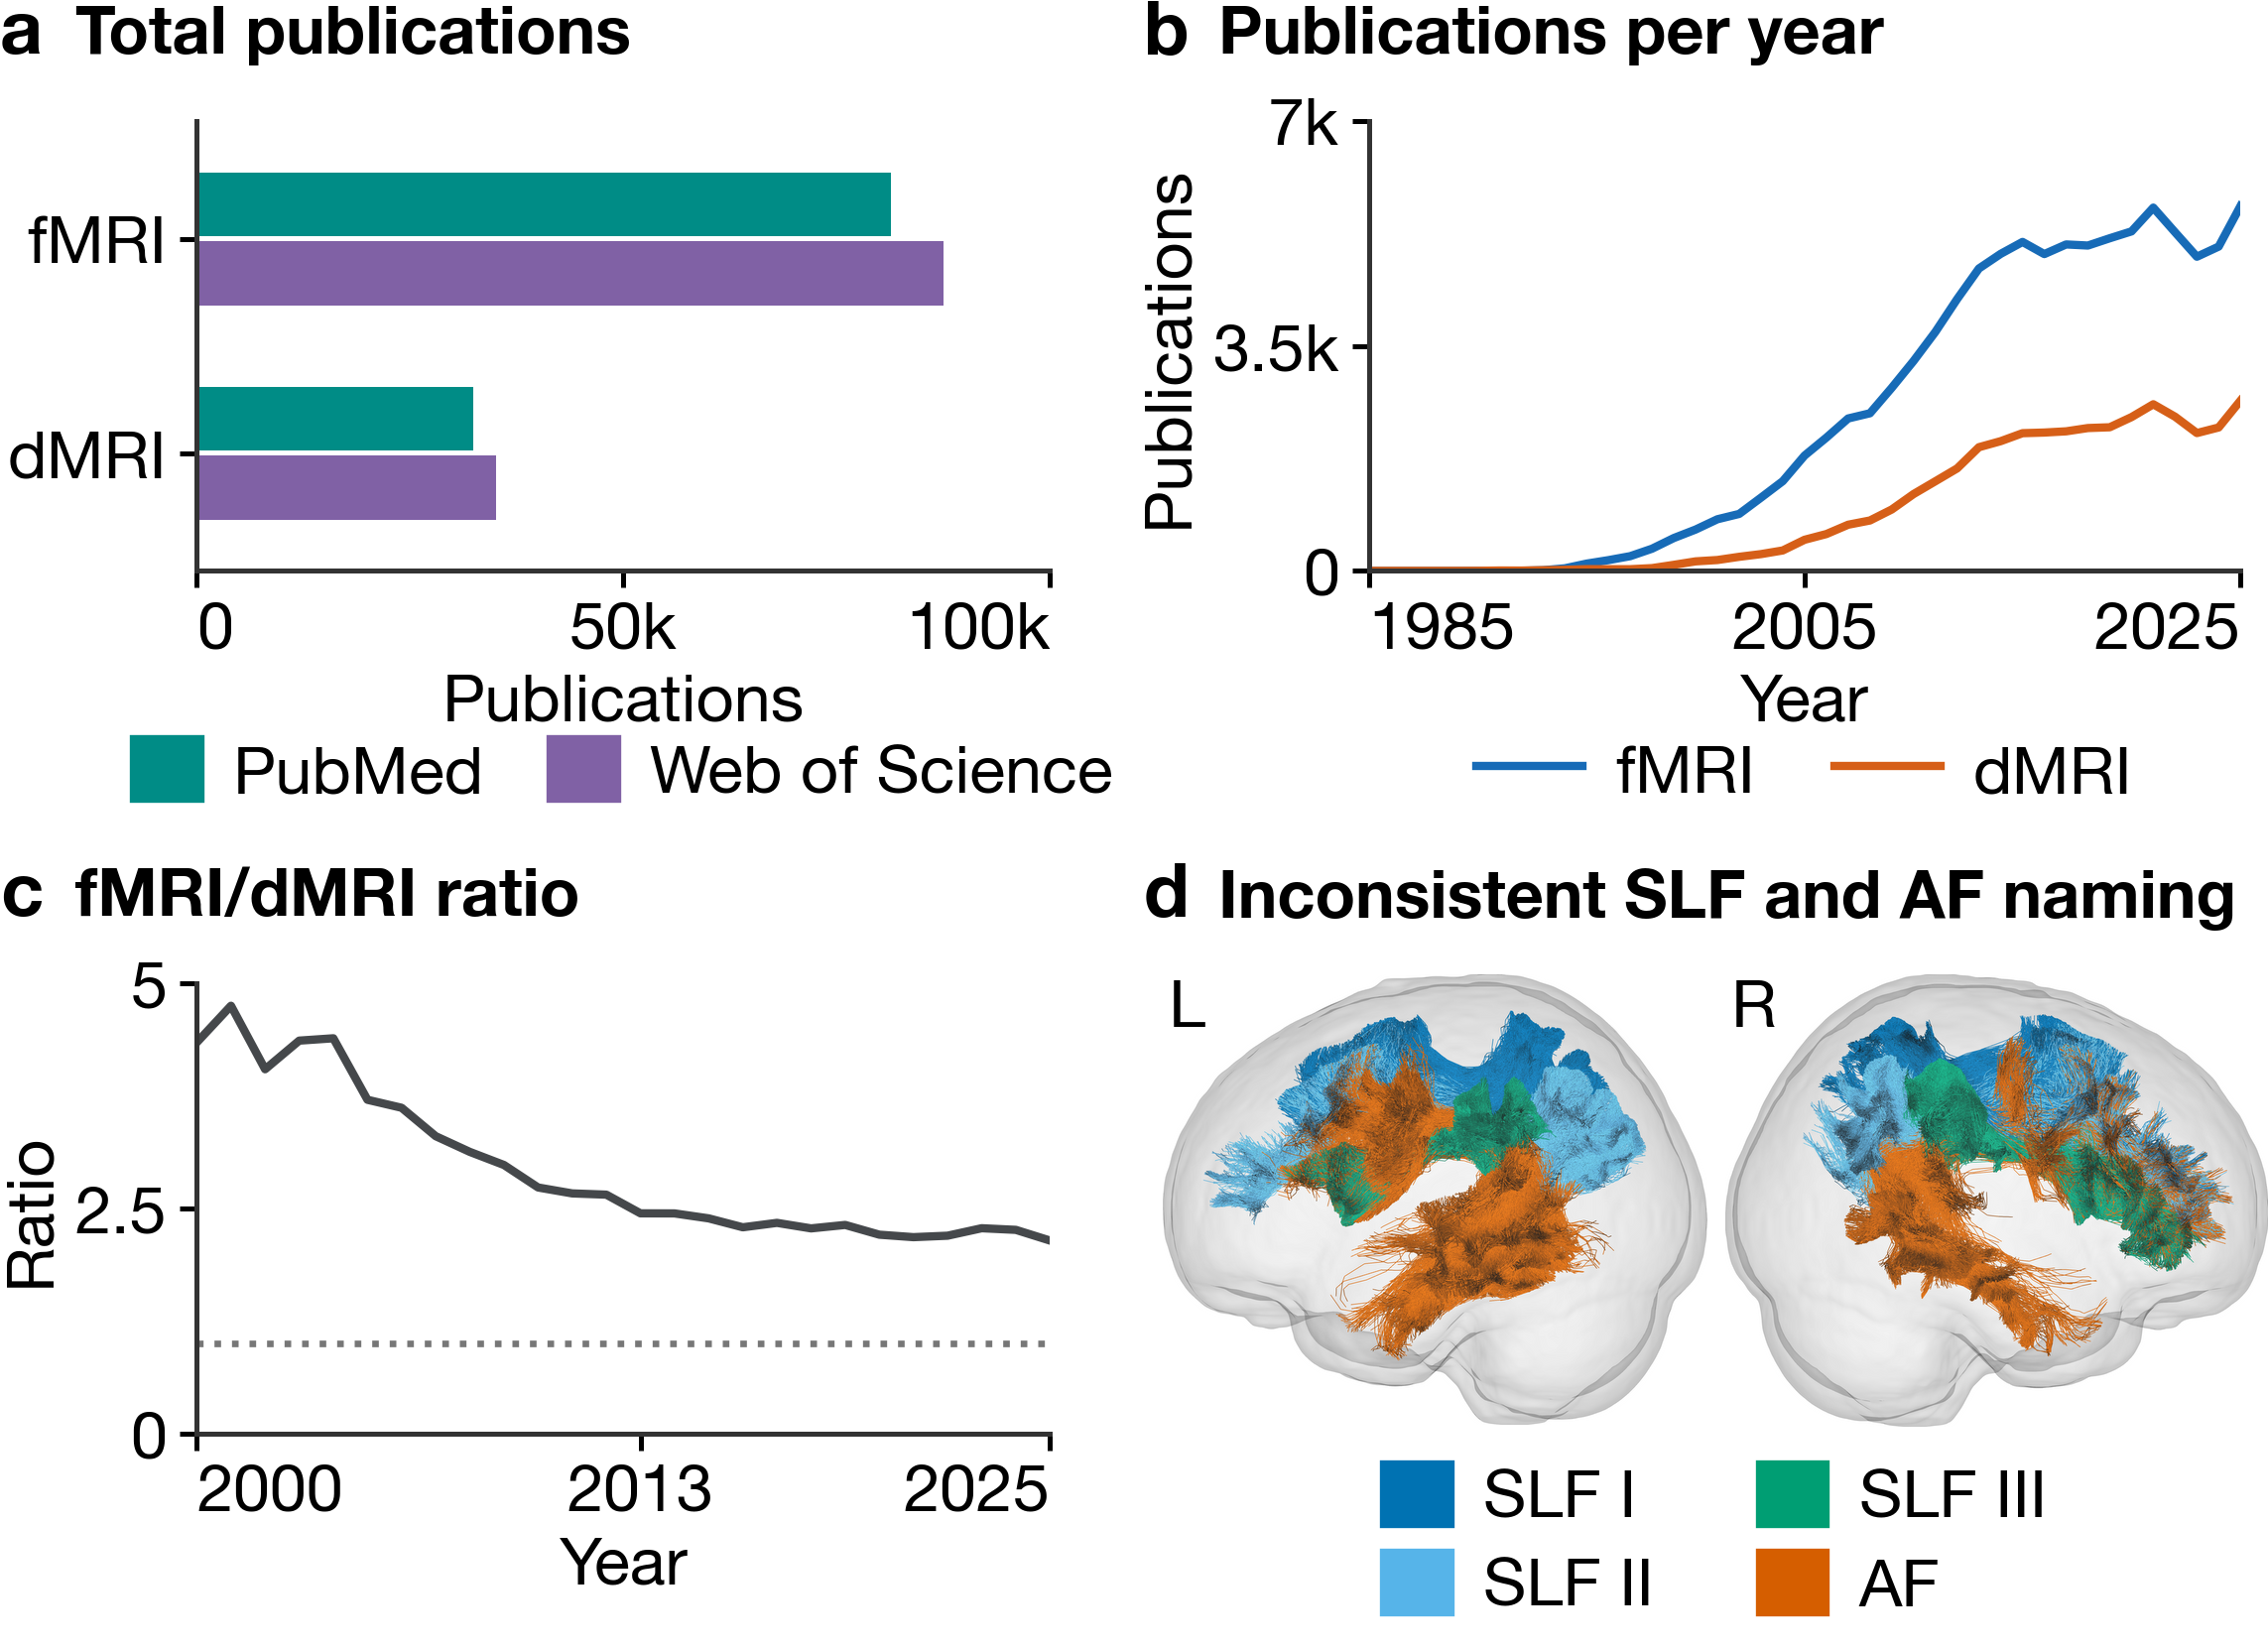 a Total publications
fMRI
dMRI
0 50k 100k
Publications
PubMed Web of Science
b Publications per year
Publications
7k
3.5k
0
1985 2005 2025
Year
fMRI dMRI
c fMRI/dMRI ratio
Ratio
5
2.5
0
2000 2013 2025
Year
d Inconsistent SLF and AF naming
L R
SLF I SLF III
SLF II AF